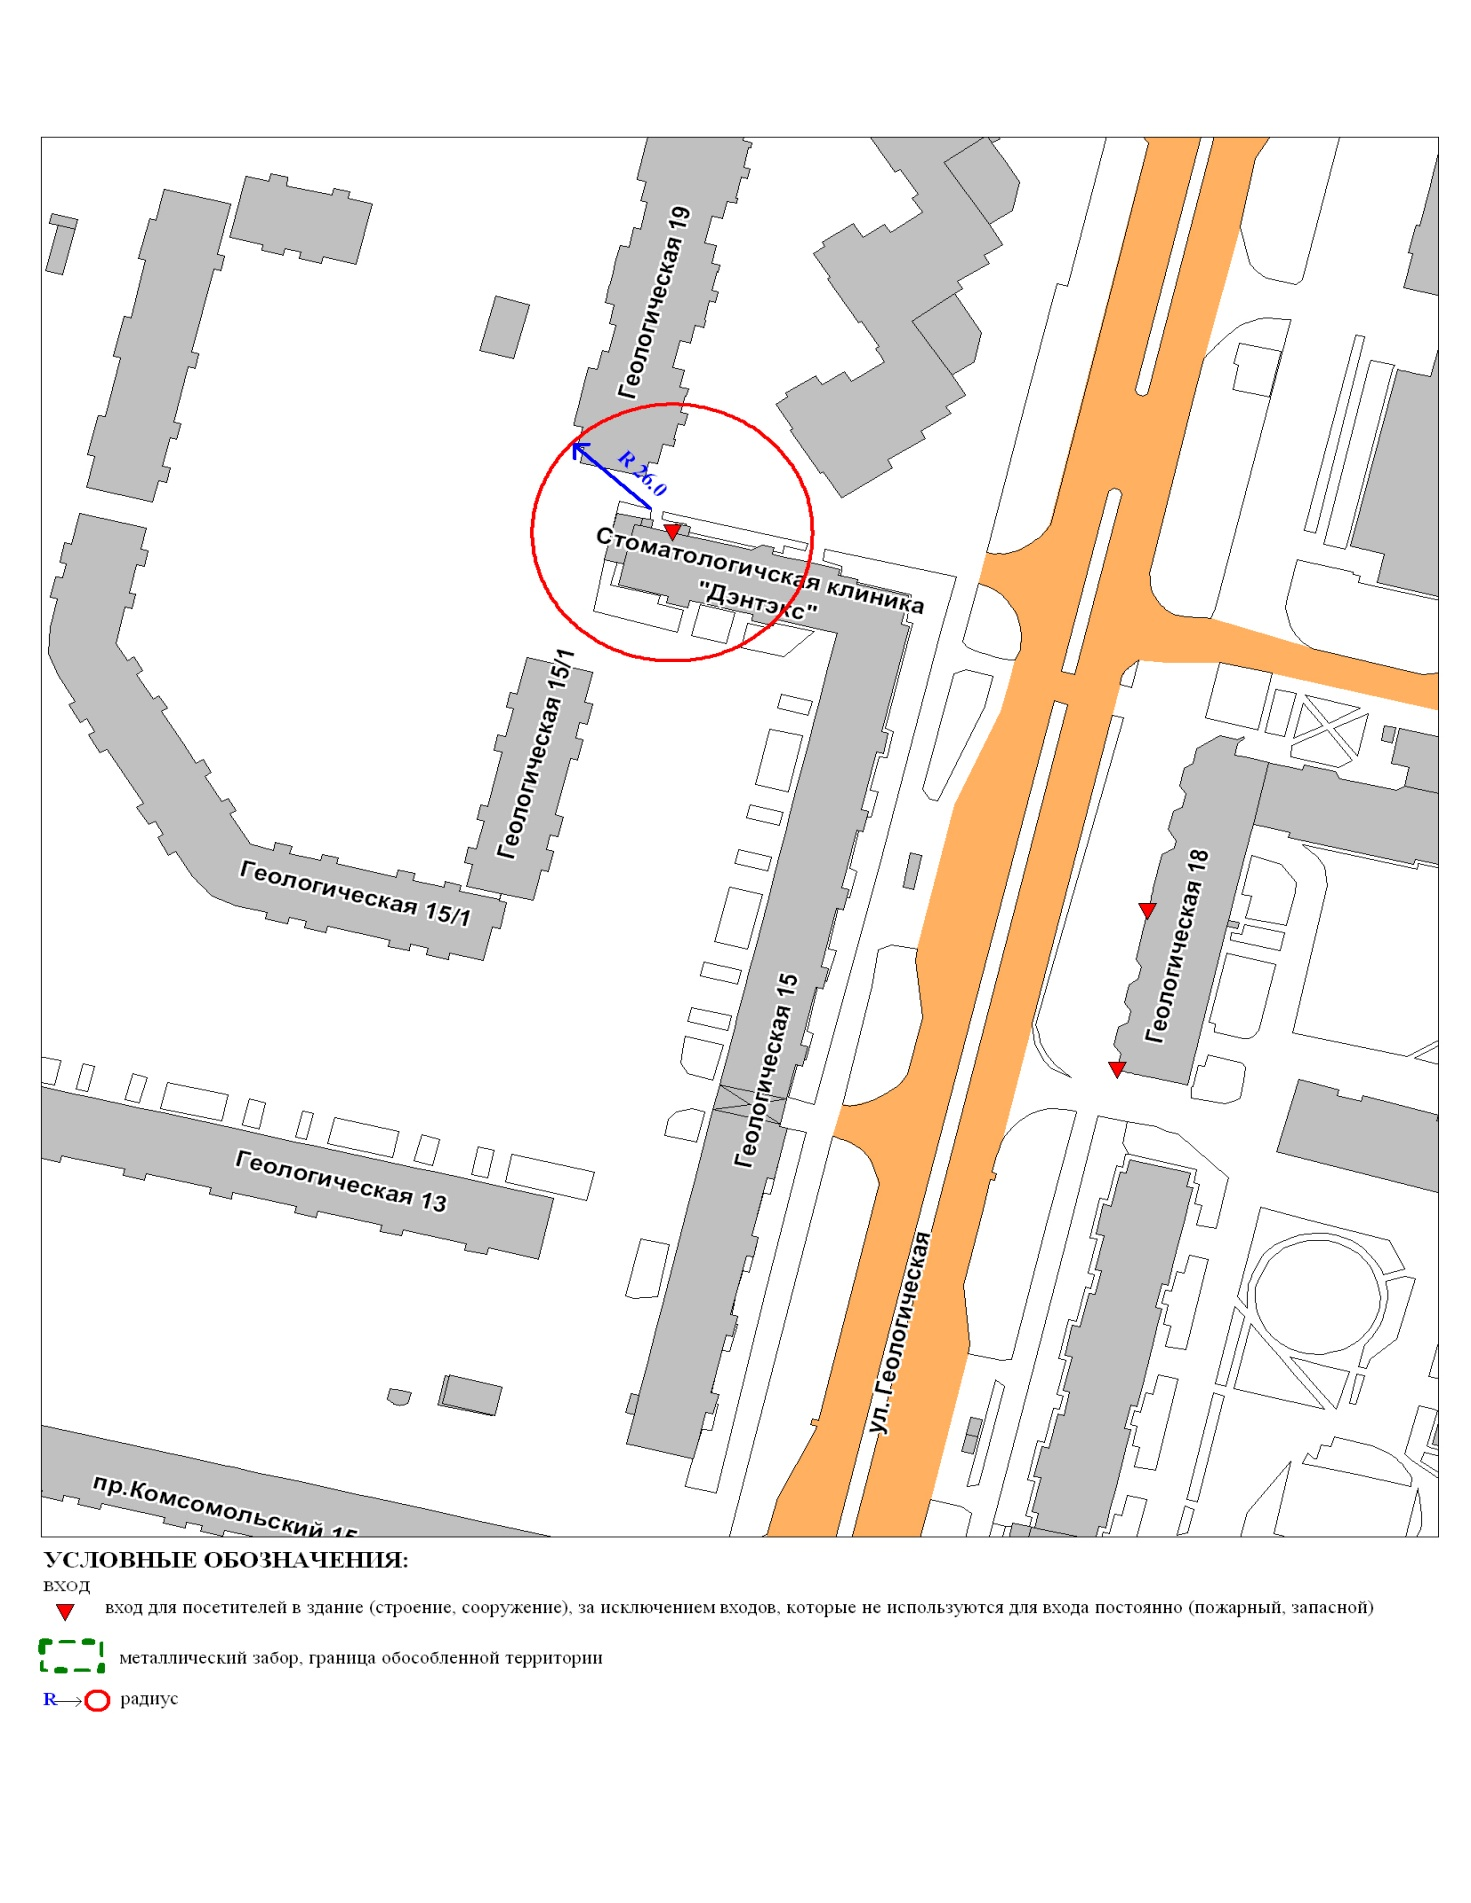 Геологическая 19
R 26.0
Стоматологичская клиника
"Дэнтэкс"
Геологическая 15/1
Геологическая 15/1
Геологическая 18
Геологическая 15
Геологическая 13
ул. Геологическая
пр.Комсомольский 15
УСЛОВНЫЕ ОБОЗНАЧЕНИЯ:
вход
вход для посетителей в здание (строение, сооружение), за исключением входов, которые не используются для входа постоянно (пожарный, запасной)
металлический забор, граница обособленной территории
R
радиус